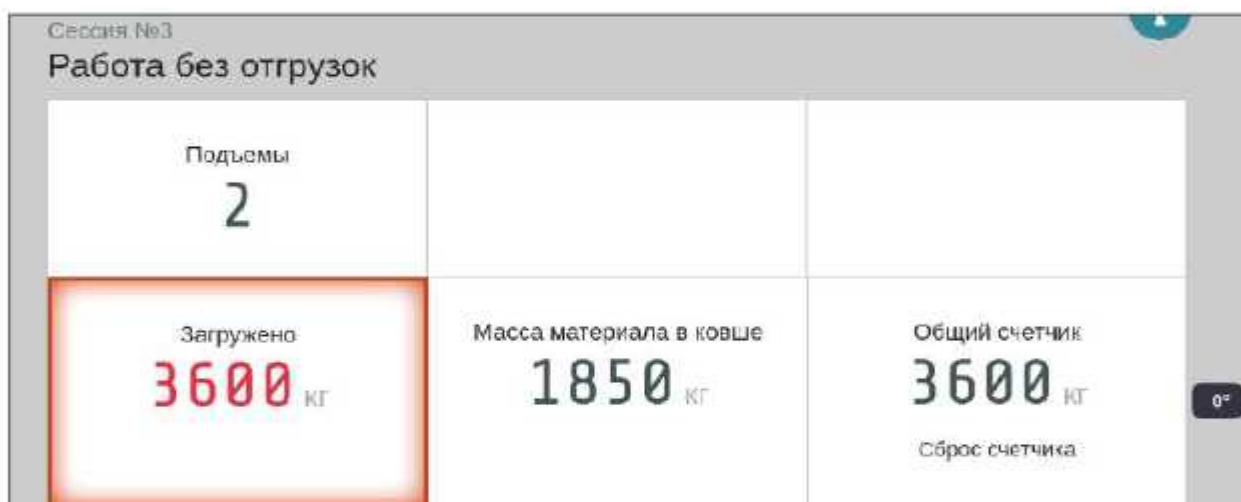 Сессия №3
Работа без отгрузок
Подъемы
2
Загружено
3600 кг
Масса материала в ковше
1850 кг
Общий счетчик
3600 кг
Сброс счетчика
0°